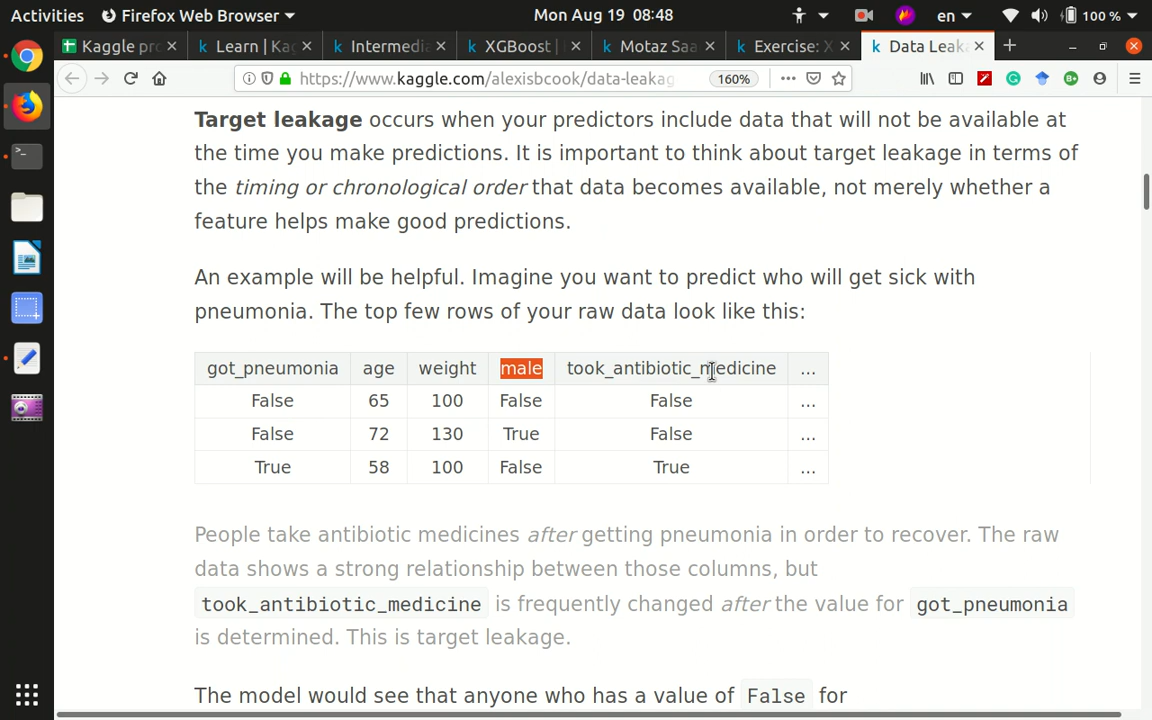 Activities Firefox Web Browser Mon Aug 19 08:48 en 100 %
Kaggle pr Learn | Ka Intermedi XGBoost | Motaz Saa Exercise: X Data Leak
https://www.kaggle.com/alexisbcook/data-leakag 160%
Target leakage occurs when your predictors include data that will not be available at
the time you make predictions. It is important to think about target leakage in terms of
the timing or chronological order that data becomes available, not merely whether a
feature helps make good predictions.
An example will be helpful. Imagine you want to predict who will get sick with
pneumonia. The top few rows of your raw data look like this:
got_pneumonia age weight male took_antibiotic_medicine ...
False 65 100 False False ...
False 72 130 True False ...
True 58 100 False True ...
People take antibiotic medicines after getting pneumonia in order to recover. The raw
data shows a strong relationship between those columns, but
took_antibiotic_medicine is frequently changed after the value for got_pneumonia
is determined. This is target leakage.
The model would see that anyone who has a value of False for